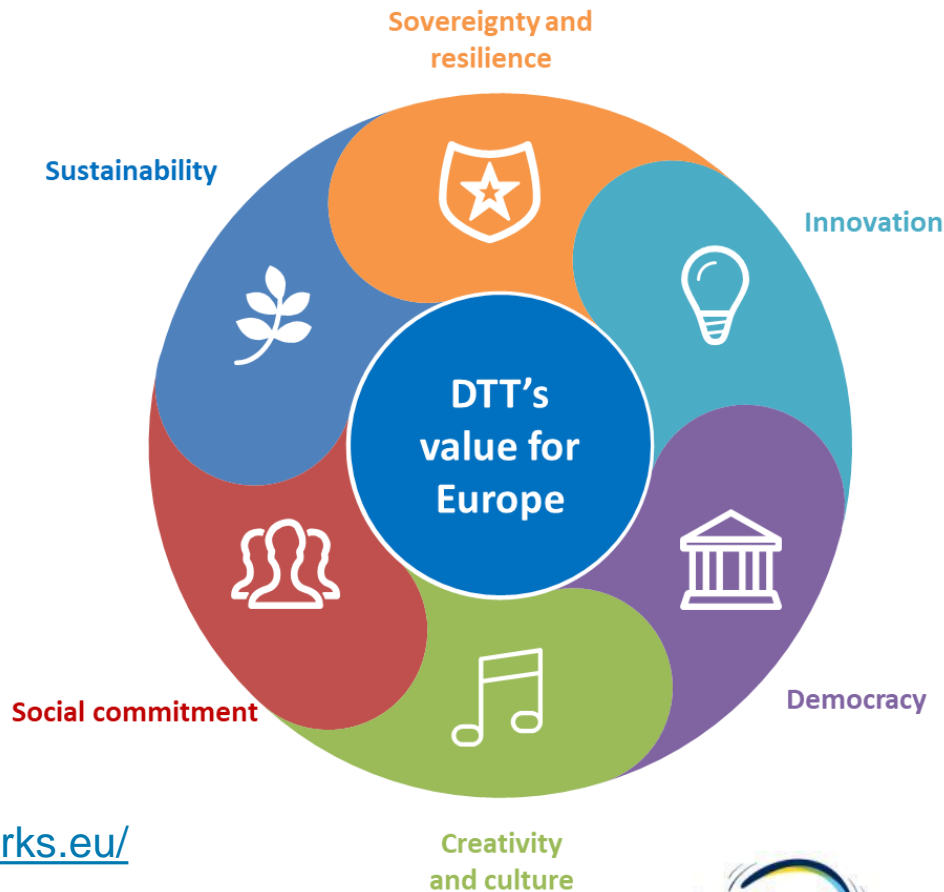 Sovereignty and
resilience
Sustainability
Innovation
DTT's
value for
Europe
Social commitment
Democracy
rks.eu/
Creativity
and culture